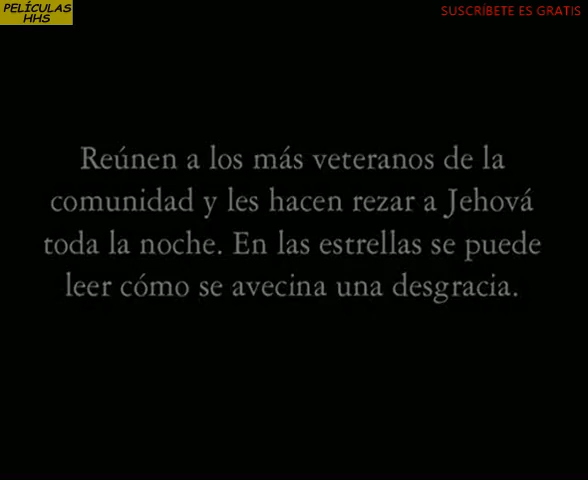 PELÍCULAS
HHS
SUSCRÍBETE ES GRATIS
Reúnen a los más veteranos de la
comunidad y les hacen rezar a Jehová
toda la noche. En las estrellas se puede
leer cómo se avecina una desgracia.